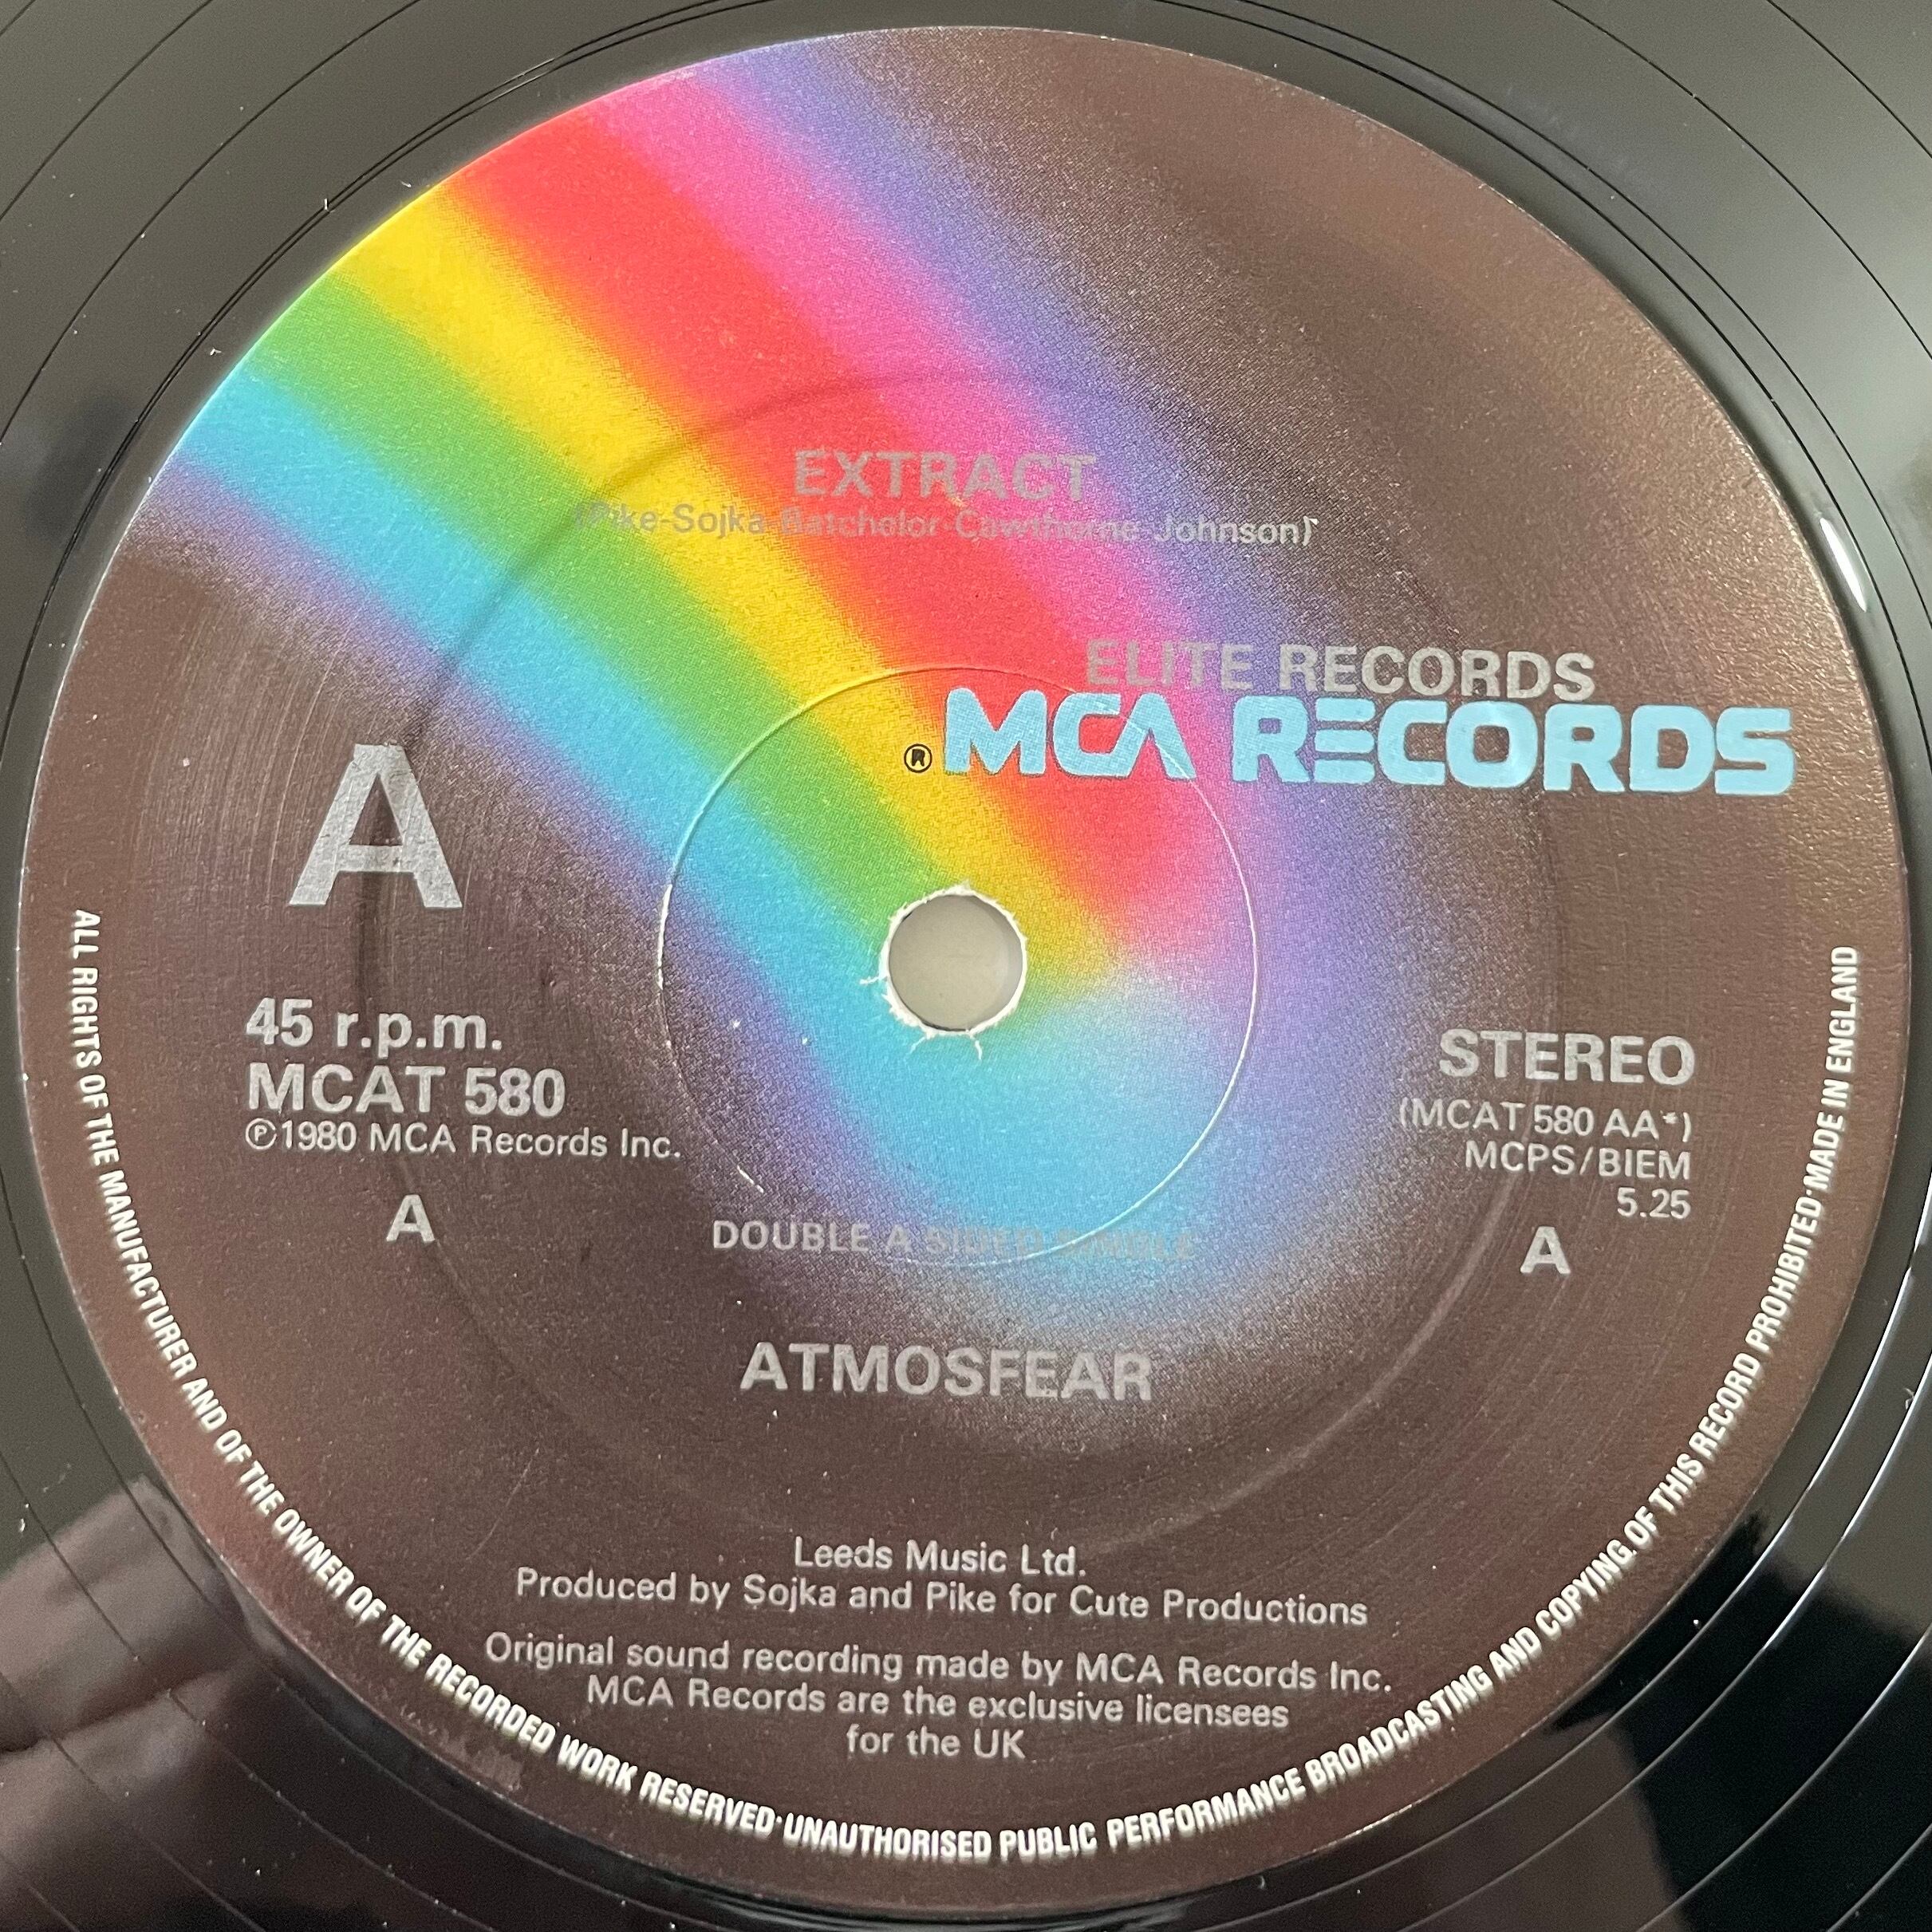 EXTRACT
(Pike-Sojka-Batchelor-Cawthorne-Johnson)
ELITE RECORDS
® MCA RECORDS
A
45 r.p.m.
MCAT 580
℗1980 MCA Records Inc.
A
STEREO
(MCAT 580 AA*)
MCPS/BIEM
5.25
A
DOUBLE A SIDED SINGLE
ATMOSFEAR
Leeds Music Ltd.
Produced by Sojka and Pike for Cute Productions
Original sound recording made by MCA Records Inc.
MCA Records are the exclusive licensees
for the UK
ALL RIGHTS OF THE MANUFACTURER AND OF THE OWNER OF THE RECORDED WORK RESERVED·UNAUTHORISED PUBLIC PERFORMANCE BROADCASTING AND COPYING OF THIS RECORD PROHIBITED·MADE IN ENGLAND